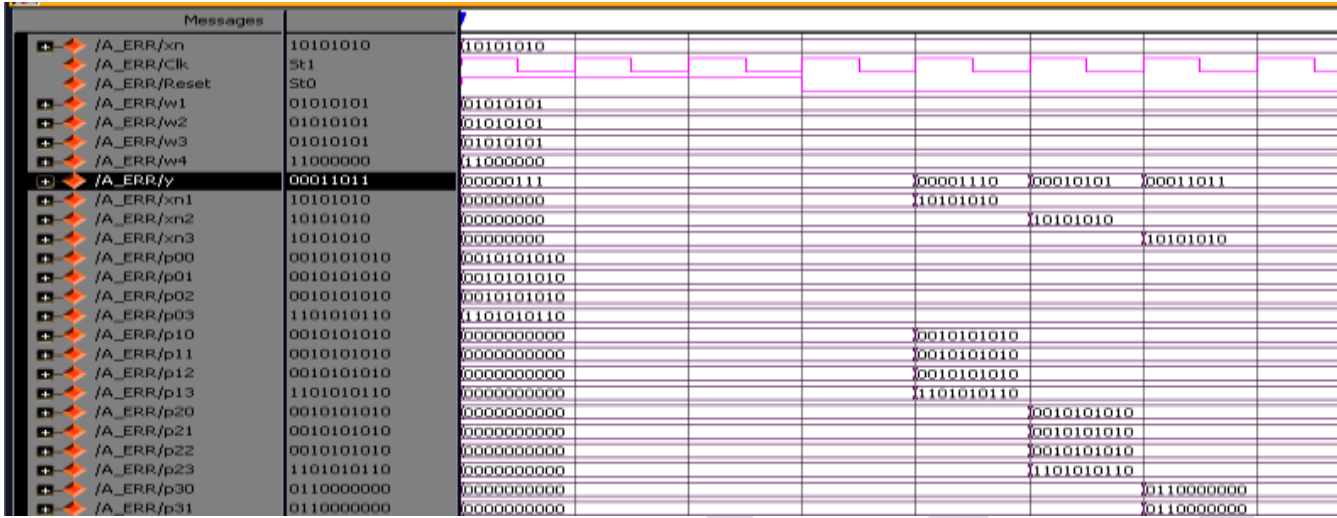 Messages
/A_ERR/xn 10101010 10101010
/A_ERR/Clk St1
/A_ERR/Reset St0
/A_ERR/w1 01010101 01010101
/A_ERR/w2 01010101 01010101
/A_ERR/w3 01010101 01010101
/A_ERR/w4 11000000 11000000
/A_ERR/y 00011011 00000111 00001110 00010101 00011011
/A_ERR/xn1 10101010 00000000 10101010
/A_ERR/xn2 10101010 00000000 10101010
/A_ERR/xn3 10101010 00000000 10101010
/A_ERR/p00 0010101010 0010101010
/A_ERR/p01 0010101010 0010101010
/A_ERR/p02 0010101010 0010101010
/A_ERR/p03 1101010110 1101010110
/A_ERR/p10 0010101010 0000000000 0010101010
/A_ERR/p11 0010101010 0000000000 0010101010
/A_ERR/p12 0010101010 0000000000 0010101010
/A_ERR/p13 1101010110 0000000000 1101010110
/A_ERR/p20 0010101010 0000000000 0010101010
/A_ERR/p21 0010101010 0000000000 0010101010
/A_ERR/p22 0010101010 0000000000 0010101010
/A_ERR/p23 1101010110 0000000000 1101010110
/A_ERR/p30 0110000000 0000000000 0110000000
/A_ERR/p31 0110000000 0000000000 0110000000